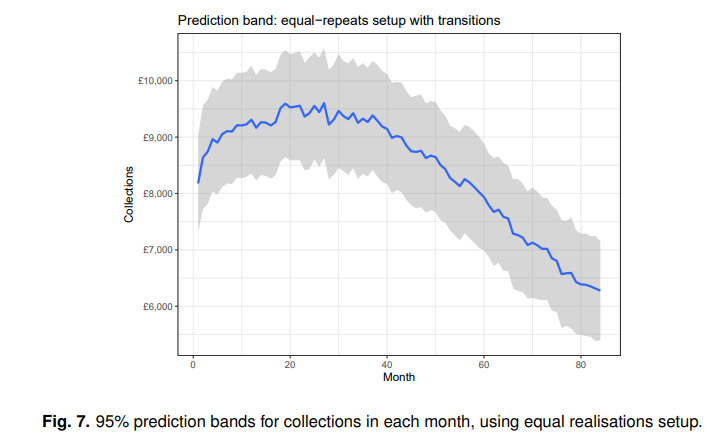 Prediction band: equal−repeats setup with transitions
£10,000
£9,000
£8,000
£7,000
£6,000
Collections
0 20 40 60 80
Month
Fig. 7. 95% prediction bands for collections in each month, using equal realisations setup.